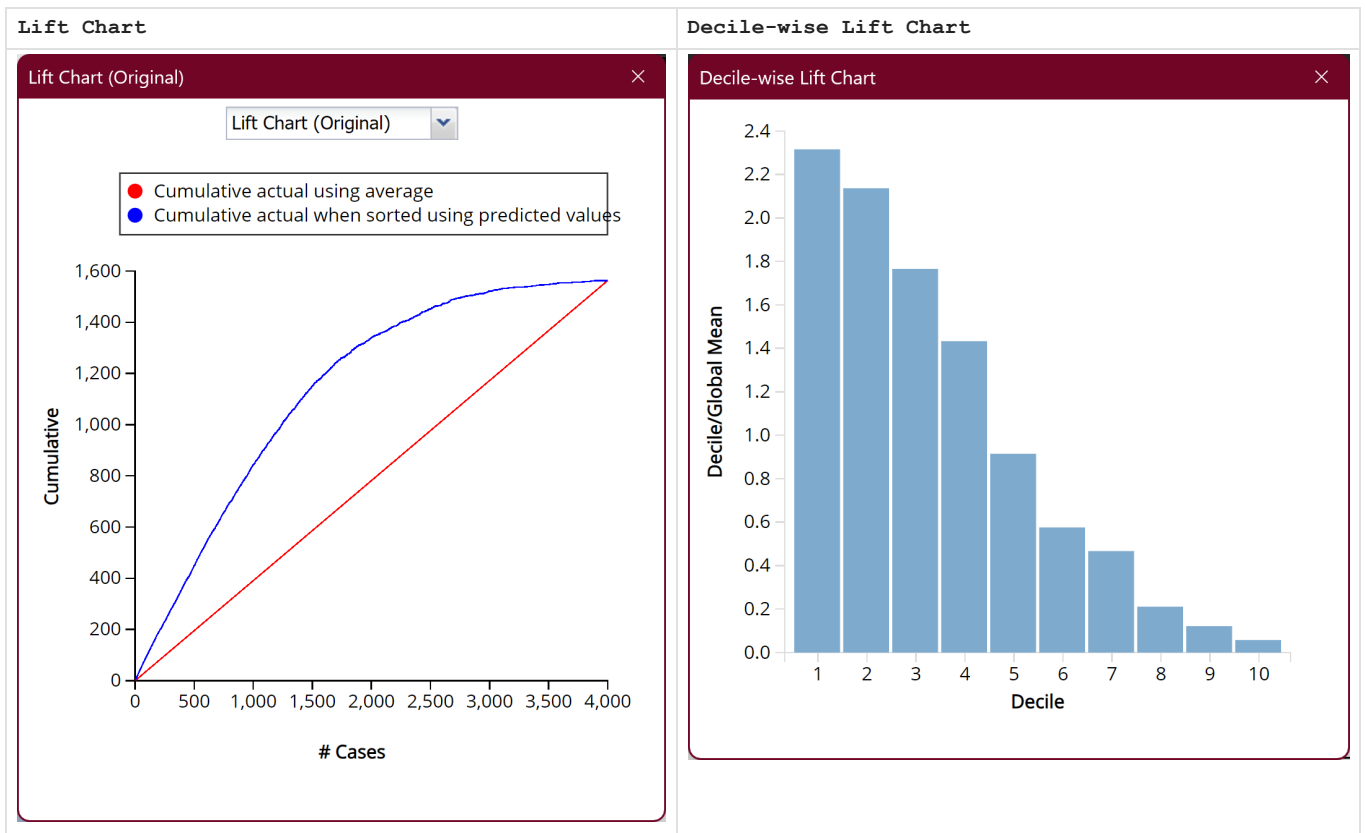 Lift Chart
Lift Chart (Original)
Lift Chart (Original)
Cumulative actual using average
Cumulative actual when sorted using predicted values
1,600
1,400
1,200
1,000
800
600
400
200
0
Cumulative
0 500 1,000 1,500 2,000 2,500 3,000 3,500 4,000
# Cases
Decile-wise Lift Chart
Decile-wise Lift Chart
2.4
2.2
2.0
1.8
1.6
1.4
1.2
1.0
0.8
0.6
0.4
0.2
0.0
Decile/Global Mean
1 2 3 4 5 6 7 8 9 10
Decile